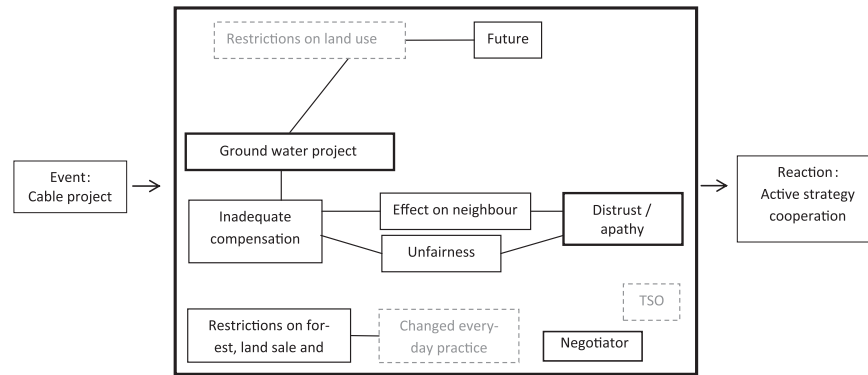 Restrictions on land use
Future
Ground water project
Event:
Cable project
Inadequate
compensation
Effect on neighbour
Unfairness
Distrust /
apathy
Reaction:
Active strategy
cooperation
TSO
Restrictions on for-
est, land sale and
Changed every-
day practice
Negotiator